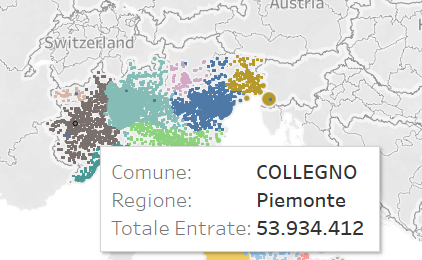 Austria
Switzerland
Comune: COLLEGNO
Regione: Piemonte
Totale Entrate: 53.934.412